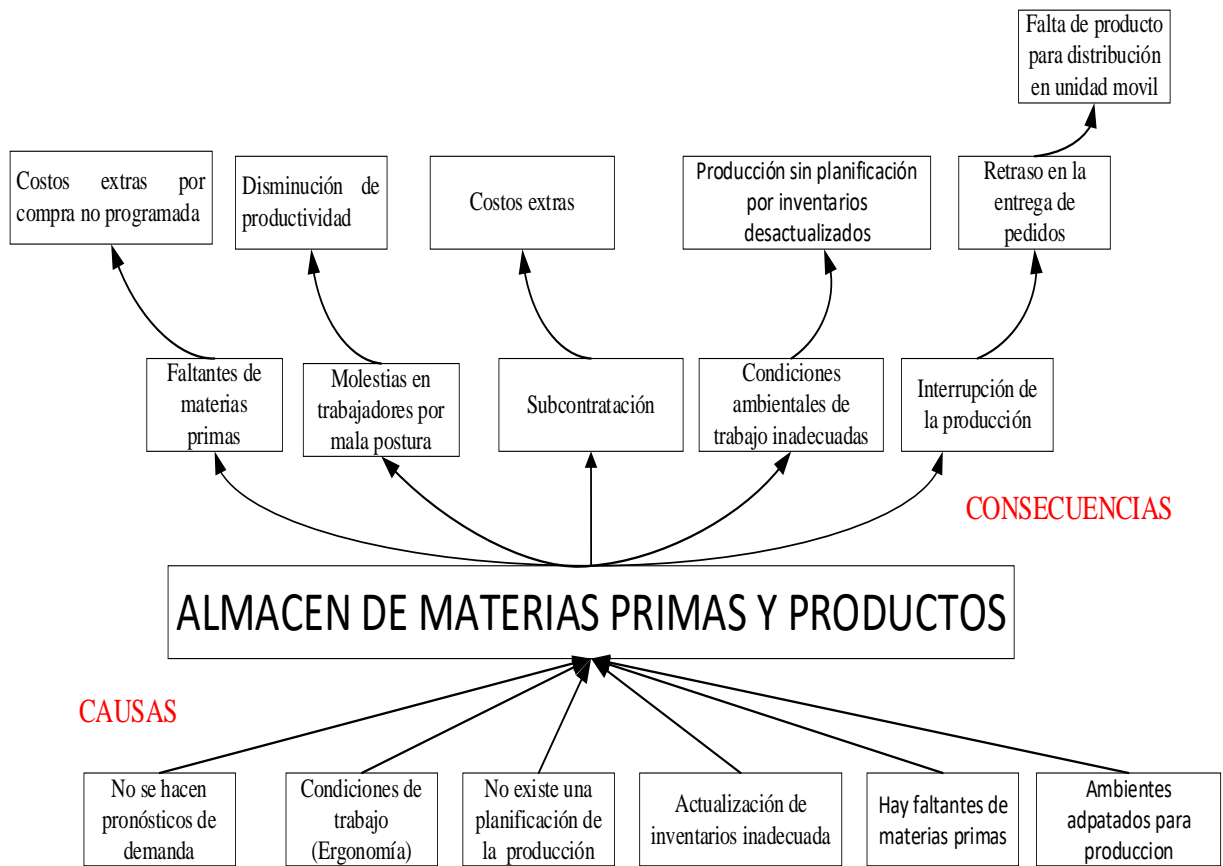 Falta de producto
para distribución
en unidad movil
Costos extras por
compra no programada
Disminución de
productividad
Costos extras
Producción sin planificación
por inventarios
desactualizados
Retraso en la
entrega de
pedidos
Faltantes de
materias
primas
Molestias en
trabajadores por
mala postura
Subcontratación
Condiciones
ambientales de
trabajo inadecuadas
Interrupción de
la producción
CONSECUENCIAS
ALMACEN DE MATERIAS PRIMAS Y PRODUCTOS
CAUSAS
No se hacen
pronósticos de
demanda
Condiciones de
trabajo
(Ergonomía)
No existe una
planificación de
la producción
Actualización de
inventarios inadecuada
Hay faltantes de
materias primas
Ambientes
adpatados para
produccion